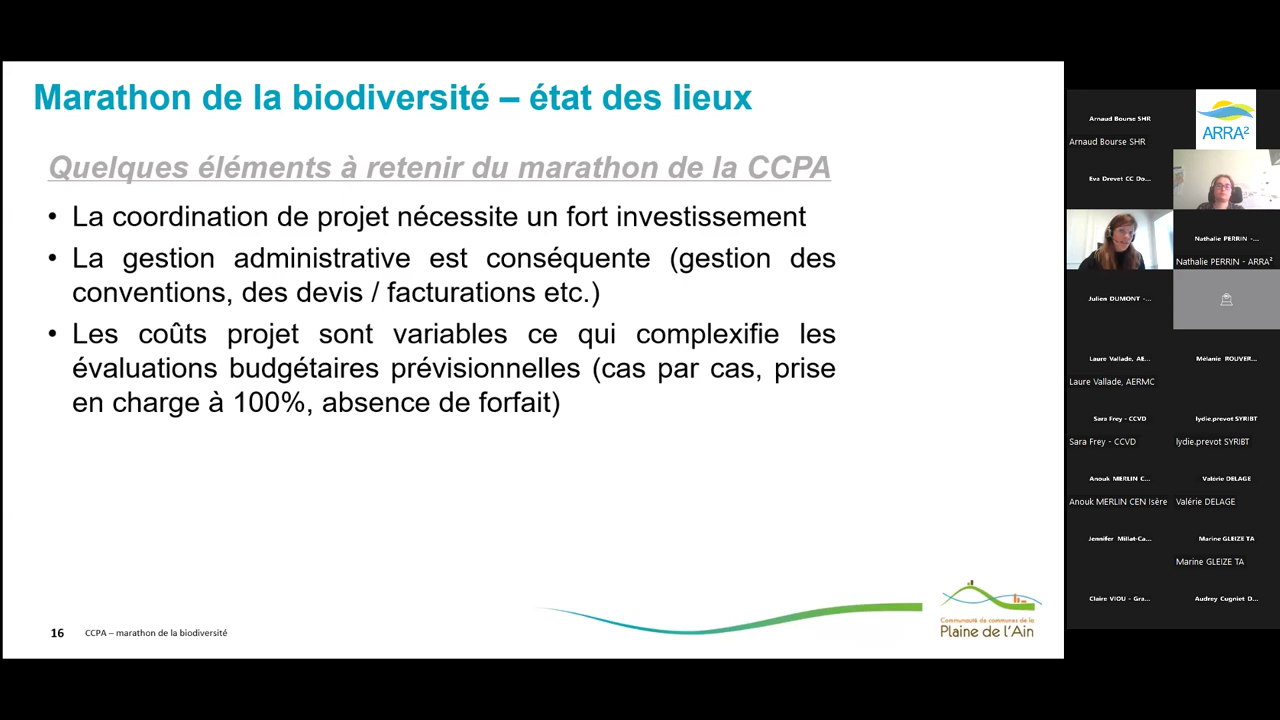 Marathon de la biodiversité – état des lieux
Quelques éléments à retenir du marathon de la CCPA
• La coordination de projet nécessite un fort investissement
• La gestion administrative est conséquente (gestion des
conventions, des devis / facturations etc.)
• Les coûts projet sont variables ce qui complexifie les
évaluations budgétaires prévisionnelles (cas par cas, prise
en charge à 100%, absence de forfait)
16 CCPA – marathon de la biodiversité
Communauté de communes de la
Plaine de l'Ain
Arnaud Bourse SHR
Arnaud Bourse SHR
ARRA²
Eva Drevet CC Do...
Nathalie PERRIN -...
Nathalie PERRIN - ARRA²
Julien DUMONT -...
Laure Vallade, AE...
Laure Vallade, AERMC
Mélanie ROUVER...
Sara Frey - CCVD
Sara Frey - CCVD
lydie.prevot SYRIBT
lydie.prevot SYRIBT
Anouk MERLIN C...
Anouk MERLIN CEN Isère
Valérie DELAGE
Valérie DELAGE
Jennifer Millat-Ca...
Marine GLEIZE TA
Marine GLEIZE TA
Claire VIOU - Gra...
Audrey Cugniet D...